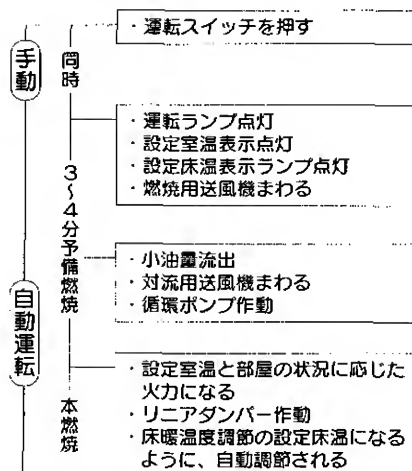 ・運転スイッチを押す
手動
同時
・運転ランプ点灯
・設定室温表示点灯
・設定床温表示ランプ点灯
・燃焼用送風機まわる
3〜4分予備燃焼
・小油量流出
・対流用送風機まわる
・循環ポンプ作動
自動運転
・設定室温と部屋の状況に応じた
火力になる
・リニアダンパー作動
・床暖温度調節の設定床温になる
ように、自動調節される
本燃焼